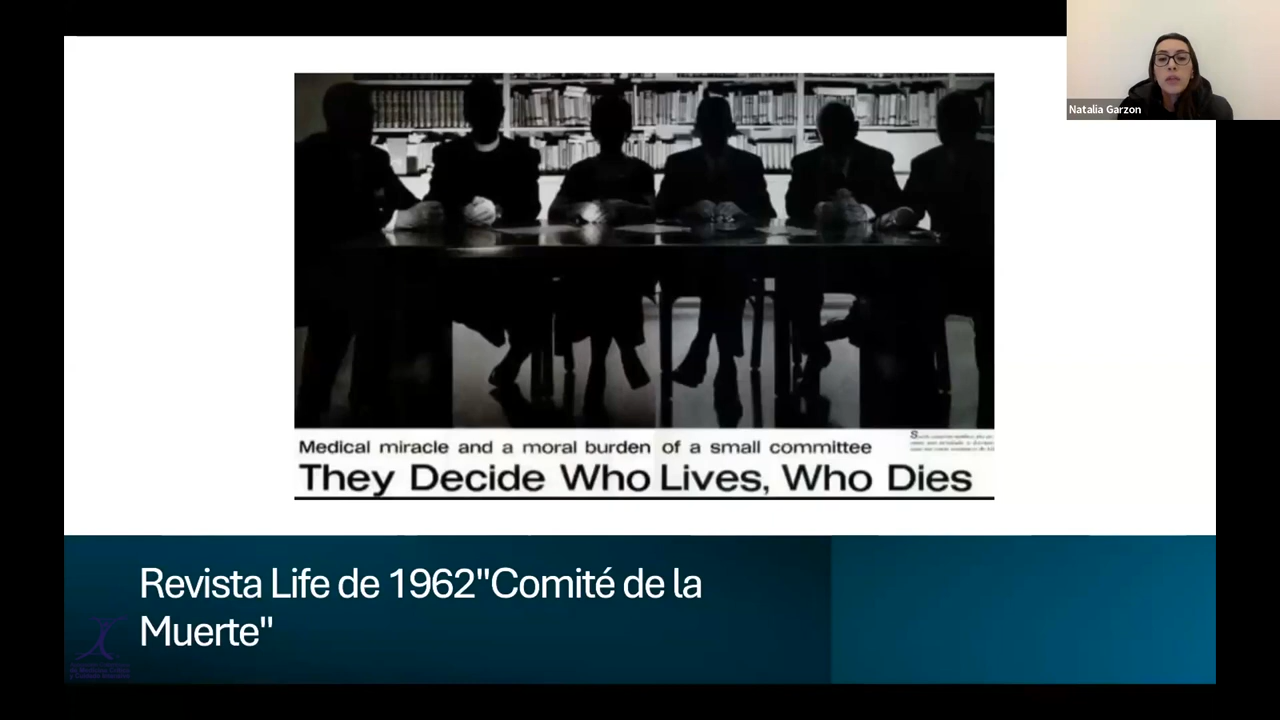 Natalia Garzon
Medical miracle and a moral burden of a small committee
They Decide Who Lives, Who Dies
Revista Life de 1962"Comité de la
Muerte"